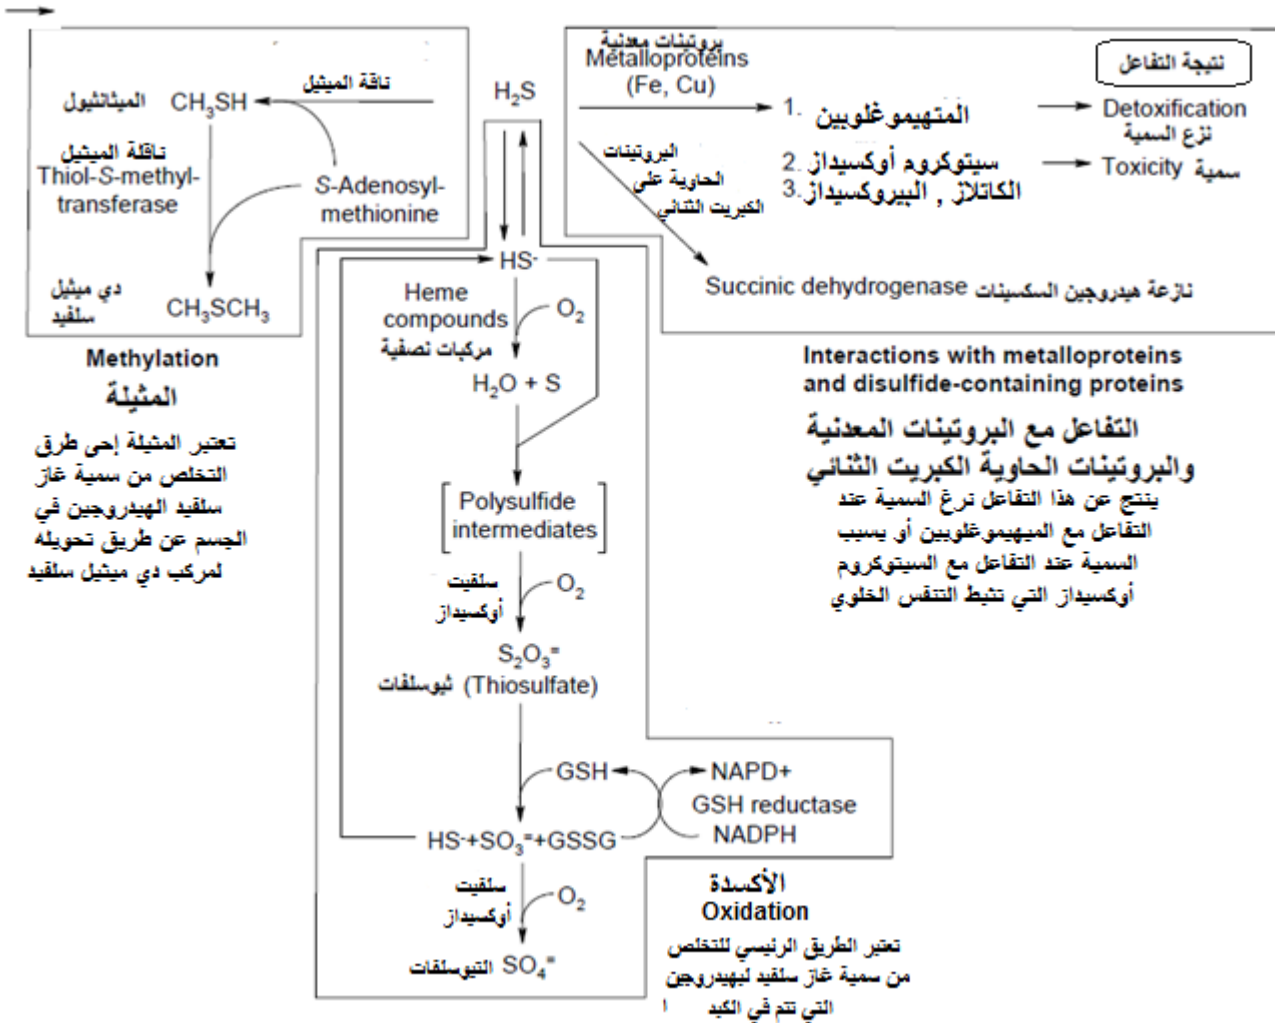 ناقة الميثيل
الميثانثيول CH₃SH
ناقلة الميثيل
Thiol-S-methyl-
transferase
S-Adenosyl-
methionine
دي ميثيل
سلفيد
CH₃SCH₃
Methylation
المثيلة
تعتبر المثيلة إحى طرق
التخلص من سمية غاز
سلفيد الهيدروجين في
الجسم عن طريق تحويله
لمركب دي ميثيل سلفيد
H₂S
بروتينات معدنية
Metalloproteins
(Fe, Cu)
نتيجة التفاعل
1. المتهيموغلوبين
Detoxification
نزع السمية
2. سيتوكروم أوكسيداز
Toxicity سمية
3. الكاتلاز , البيروكسيداز
البروتينات
الحاوية على
الكبريت الثنائي
Succinic dehydrogenase نازعة هيدروجين السكسينات
Interactions with metalloproteins
and disulfide-containing proteins
التفاعل مع البروتينات المعدنية
والبروتينات الحاوية الكبريت الثنائي
ينتج عن هذا التفاعل نرغ السمية عند
التفاعل مع الميهيموغلوبين أو يسبب
السمية عند التفاعل مع السيتوكروم
أوكسيداز التي تثبط التنفس الخلوي
HS-
Heme
compounds
مركبات نصفية
O₂
H₂O + S
Polysulfide
intermediates
سلفيت
أوكسيداز
O₂
S₂O₃=
ثيوسلفات (Thiosulfate)
GSH
NAPD+
GSH reductase
NADPH
HS-+SO₃=+GSSG
سلفيت
أوكسيداز
O₂
التيوسلفات SO₄=
الأكسدة
Oxidation
تعتبر الطريق الرئيسي للتخلص
من سمية غاز سلفيد ليهيدروجين
التي تتم في الكبد
ا